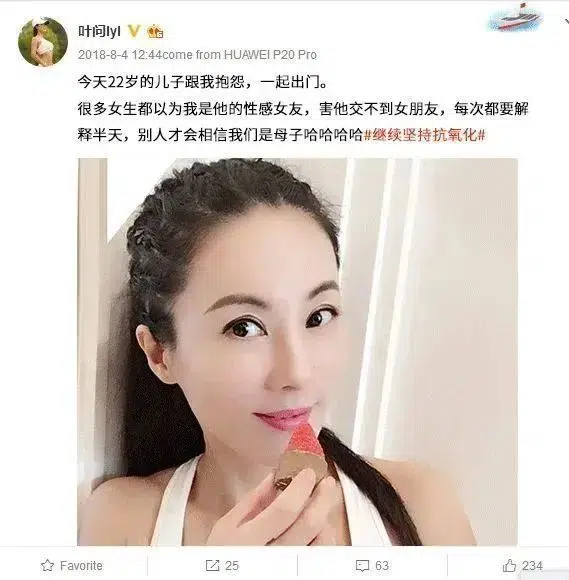 叶问lyl
2018-8-4 12:44come from HUAWEI P20 Pro
今天22岁的儿子跟我抱怨，一起出门。
很多女生都以为我是他的性感女友，害他交不到女朋友，每次都要解
释半天，别人才会相信我们是母子哈哈哈哈#继续坚持抗氧化#
Favorite
25
63
234